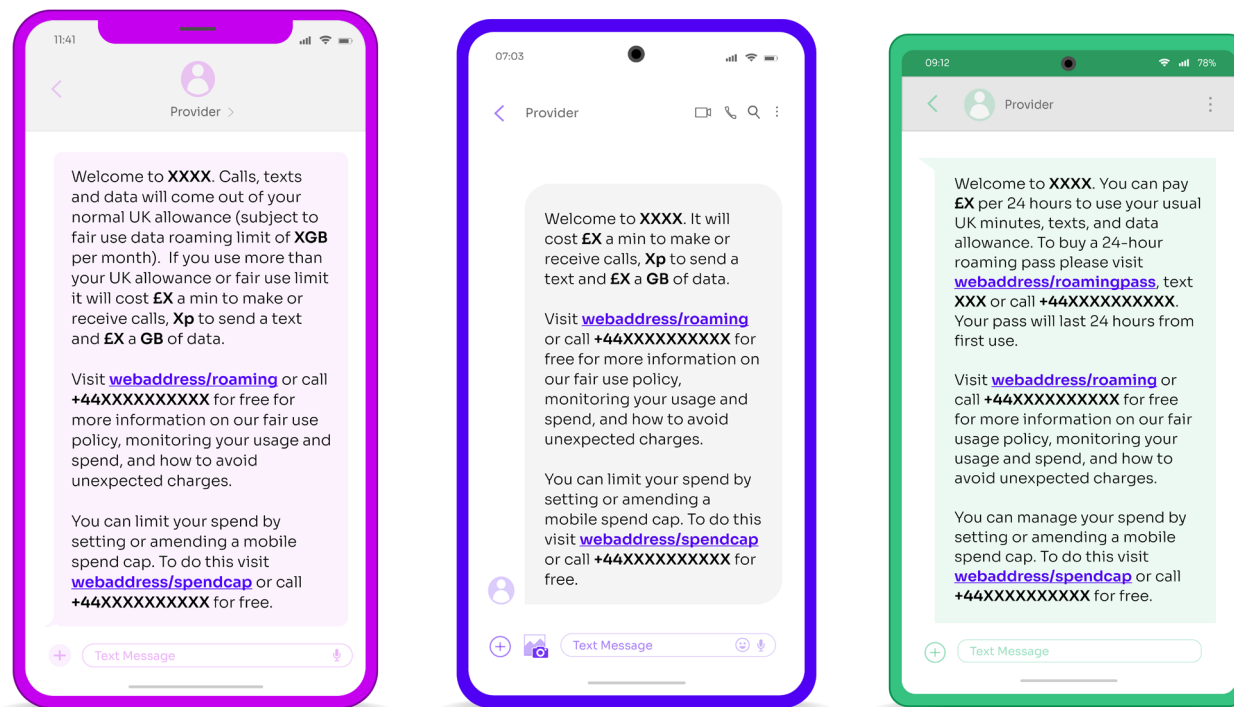 11:41
Provider >
Welcome to XXXX. Calls, texts
and data will come out of your
normal UK allowance (subject to
fair use data roaming limit of XGB
per month).  If you use more than
your UK allowance or fair use limit
it will cost £X a min to make or
receive calls, Xp to send a text
and £X a GB of data.
Visit webaddress/roaming or call
+44XXXXXXXXXX for free for
more information on our fair use
policy, monitoring your usage and
spend, and how to avoid
unexpected charges.
You can limit your spend by
setting or amending a mobile
spend cap. To do this visit
webaddress/spendcap or call
+44XXXXXXXXXX for free.
Text Message
07:03
Provider
Welcome to XXXX. It will
cost £X a min to make or
receive calls, Xp to send a
text and £X a GB of data.
Visit webaddress/roaming
or call +44XXXXXXXXXX for
free for more information on
our fair use policy,
monitoring your usage and
spend, and how to avoid
unexpected charges.
You can limit your spend by
setting or amending a
mobile spend cap. To do this
visit webaddress/spendcap
or call +44XXXXXXXXXX for
free.
Text Message
09:12
78%
Provider
Welcome to XXXX. You can pay
£X per 24 hours to use your usual
UK minutes, texts, and data
allowance. To buy a 24-hour
roaming pass please visit
webaddress/roamingpass, text
XXX or call +44XXXXXXXXXX.
Your pass will last 24 hours from
first use.
Visit webaddress/roaming or
call +44XXXXXXXXXX for free
for more information on our fair
usage policy, monitoring your
usage and spend, and how to
avoid unexpected charges.
You can manage your spend by
setting or amending a mobile
spend cap. To do this visit
webaddress/spendcap or call
+44XXXXXXXXXX for free.
Text Message